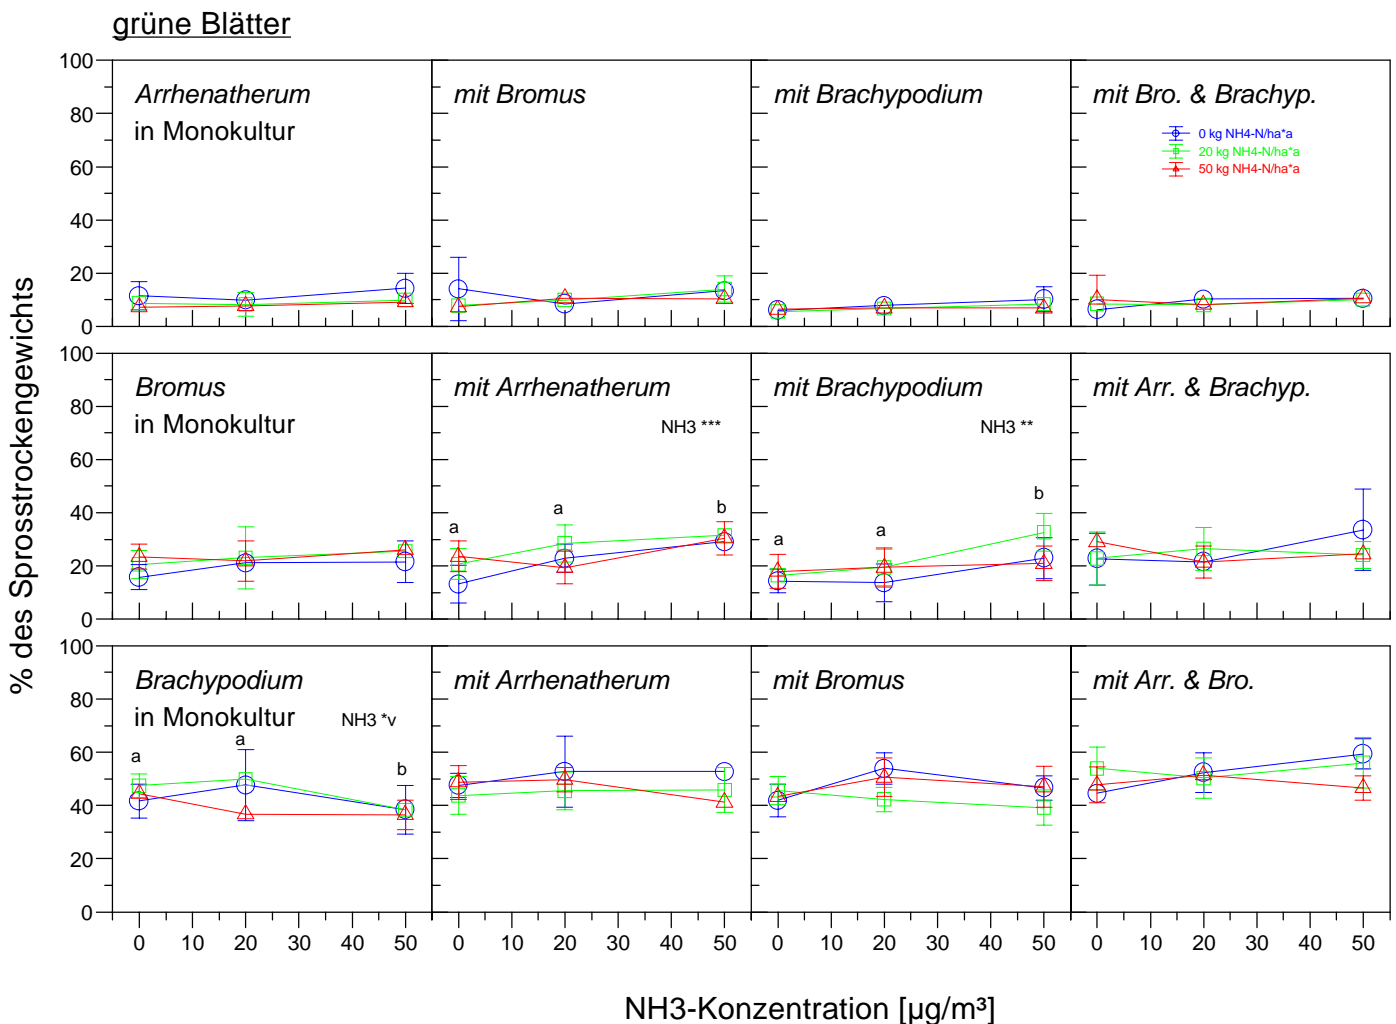 grüne Blätter
% des Sprosstrockengewichts
100
80
60
40
20
0
Arrhenatherum
in Monokultur
mit Bromus
mit Brachypodium
mit Bro. & Brachyp.
0 kg NH4-N/ha*a
20 kg NH4-N/ha*a
50 kg NH4-N/ha*a
100
80
60
40
20
0
Bromus
in Monokultur
mit Arrhenatherum
NH3 ***
a
a
b
mit Brachypodium
NH3 **
a
a
b
mit Arr. & Brachyp.
100
80
60
40
20
0
Brachypodium
in Monokultur
NH3 *v
a
a
b
mit Arrhenatherum
mit Bromus
mit Arr. & Bro.
0 10 20 30 40 50 0 10 20 30 40 50 0 10 20 30 40 50 0 10 20 30 40 50
NH3-Konzentration [µg/m³]